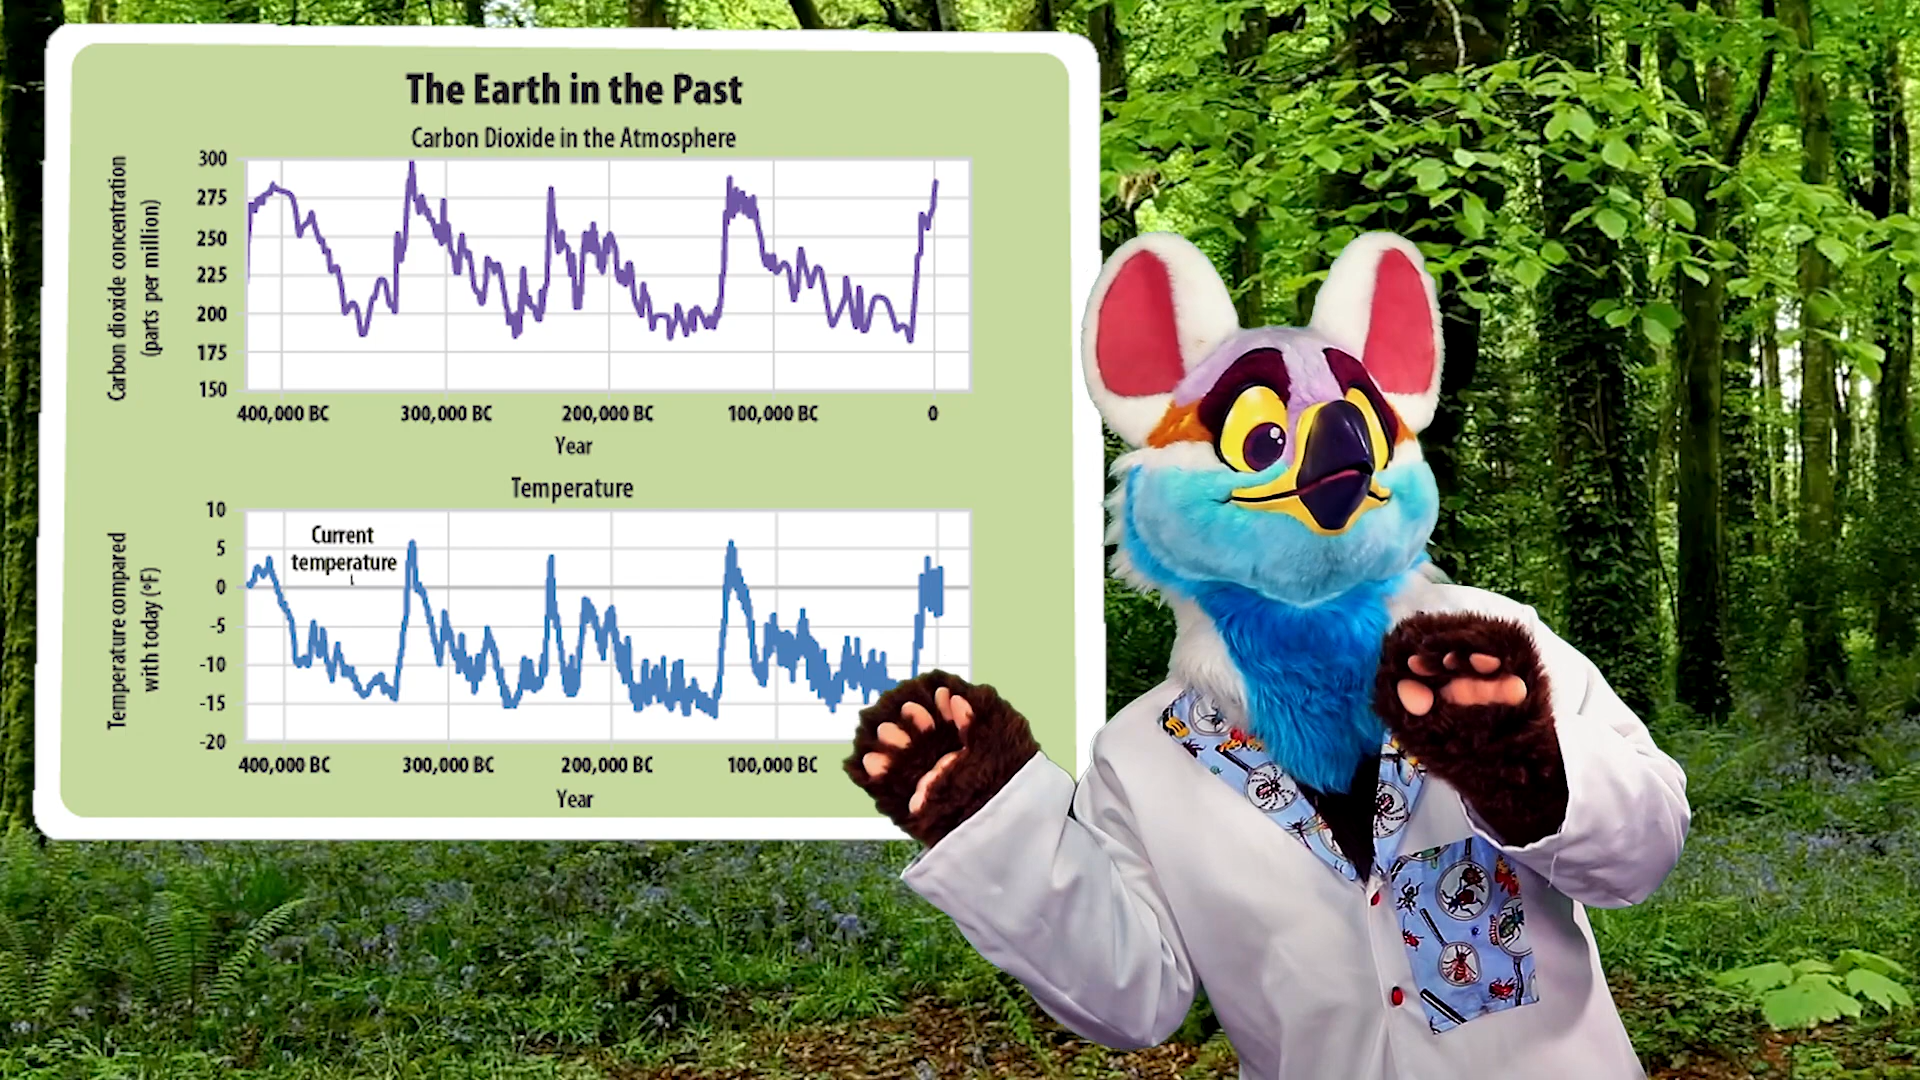 The Earth in the Past
Carbon Dioxide in the Atmosphere
Carbon dioxide concentration
(parts per million)
300
275
250
225
200
175
150
400,000 BC
300,000 BC
200,000 BC
100,000 BC
0
Year
Temperature
Temperature compared
with today (°F)
10
5
0
-5
-10
-15
-20
Current
temperature
400,000 BC
300,000 BC
200,000 BC
100,000 BC
Year